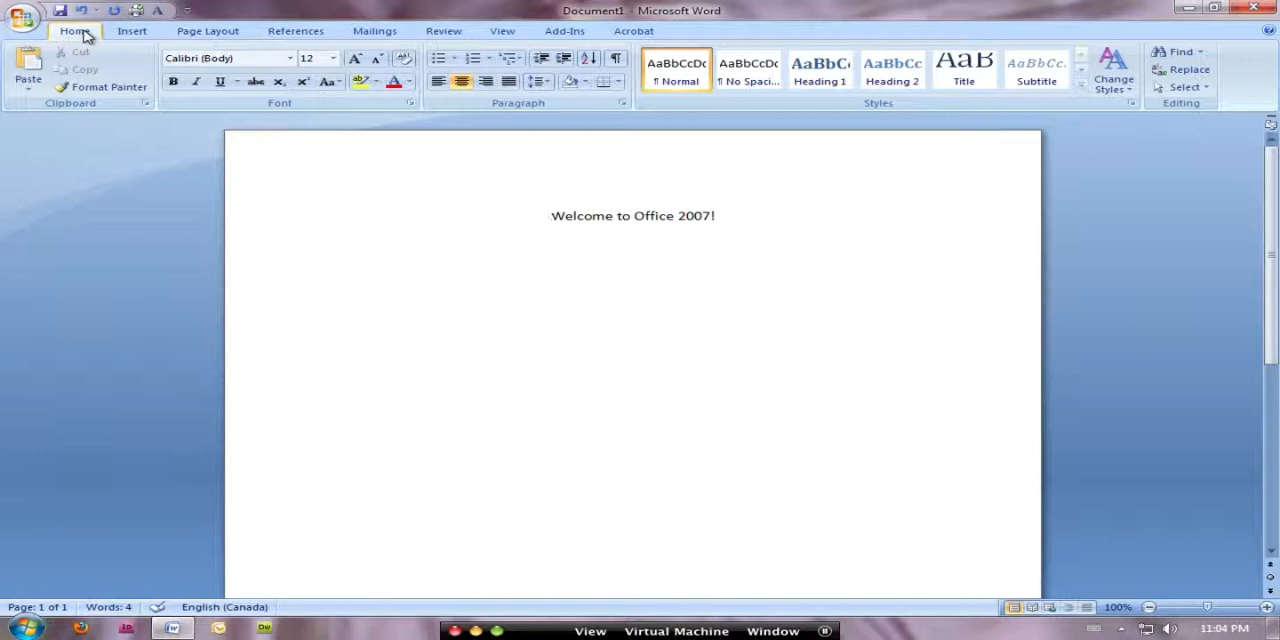 Document1 - Microsoft Word
Home Insert Page Layout References Mailings Review View Add-Ins Acrobat
Paste
Cut
Copy
Format Painter
Clipboard
Calibri (Body) 12
Font
Paragraph
AaBbCcDc AaBbCcDc AaBbC AaBbCc AaB AaBbCc.
¶ Normal ¶ No Spaci... Heading 1 Heading 2 Title Subtitle
Change Styles
Styles
Find
Replace
Select
Editing
Welcome to Office 2007!
Page: 1 of 1 Words: 4 English (Canada) 100%
View Virtual Machine Window
11:04 PM